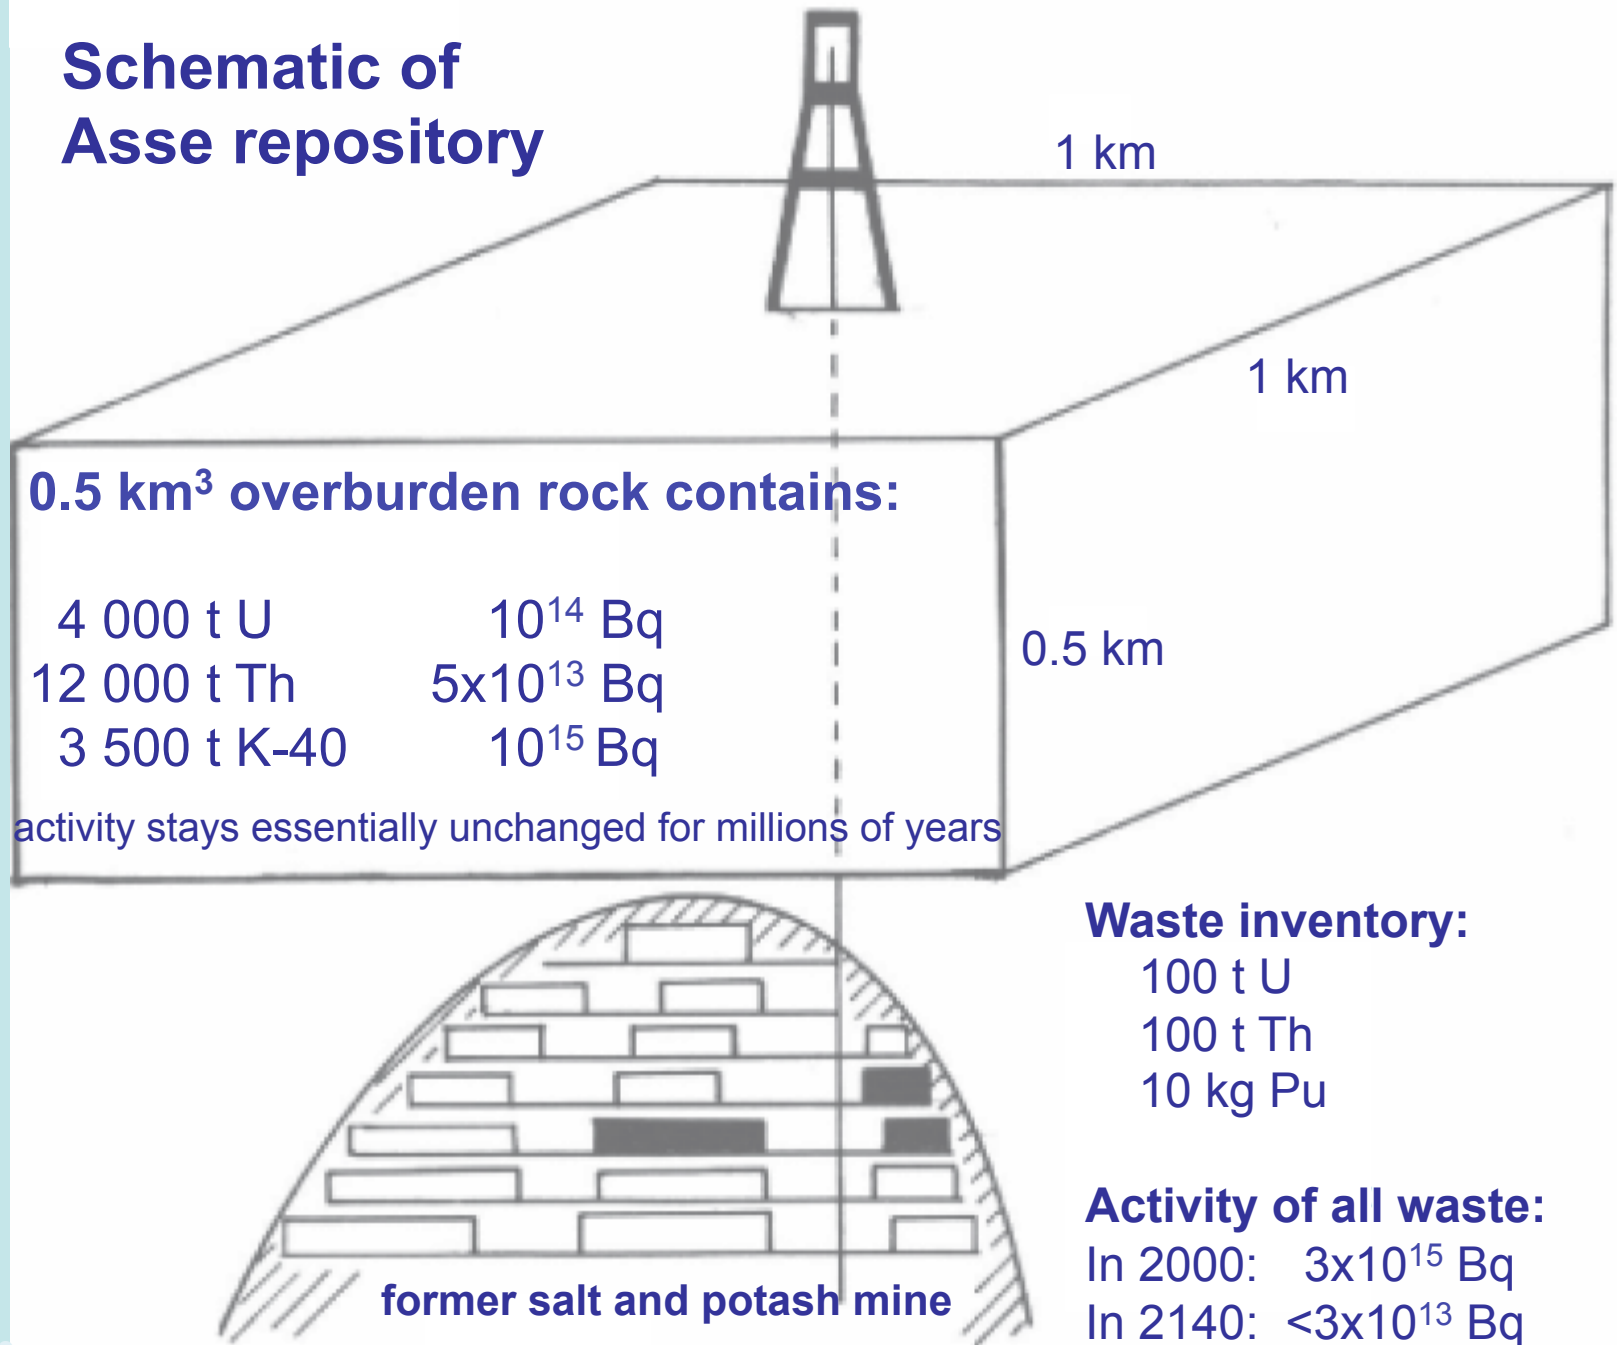 Schematic of
Asse repository
1 km
1 km
0.5 km³ overburden rock contains:
4 000 t U 10¹⁴ Bq
12 000 t Th 5x10¹³ Bq
3 500 t K-40 10¹⁵ Bq
0.5 km
activity stays essentially unchanged for millions of years
Waste inventory:
100 t U
100 t Th
10 kg Pu
Activity of all waste:
In 2000: 3x10¹⁵ Bq
In 2140: <3x10¹³ Bq
former salt and potash mine